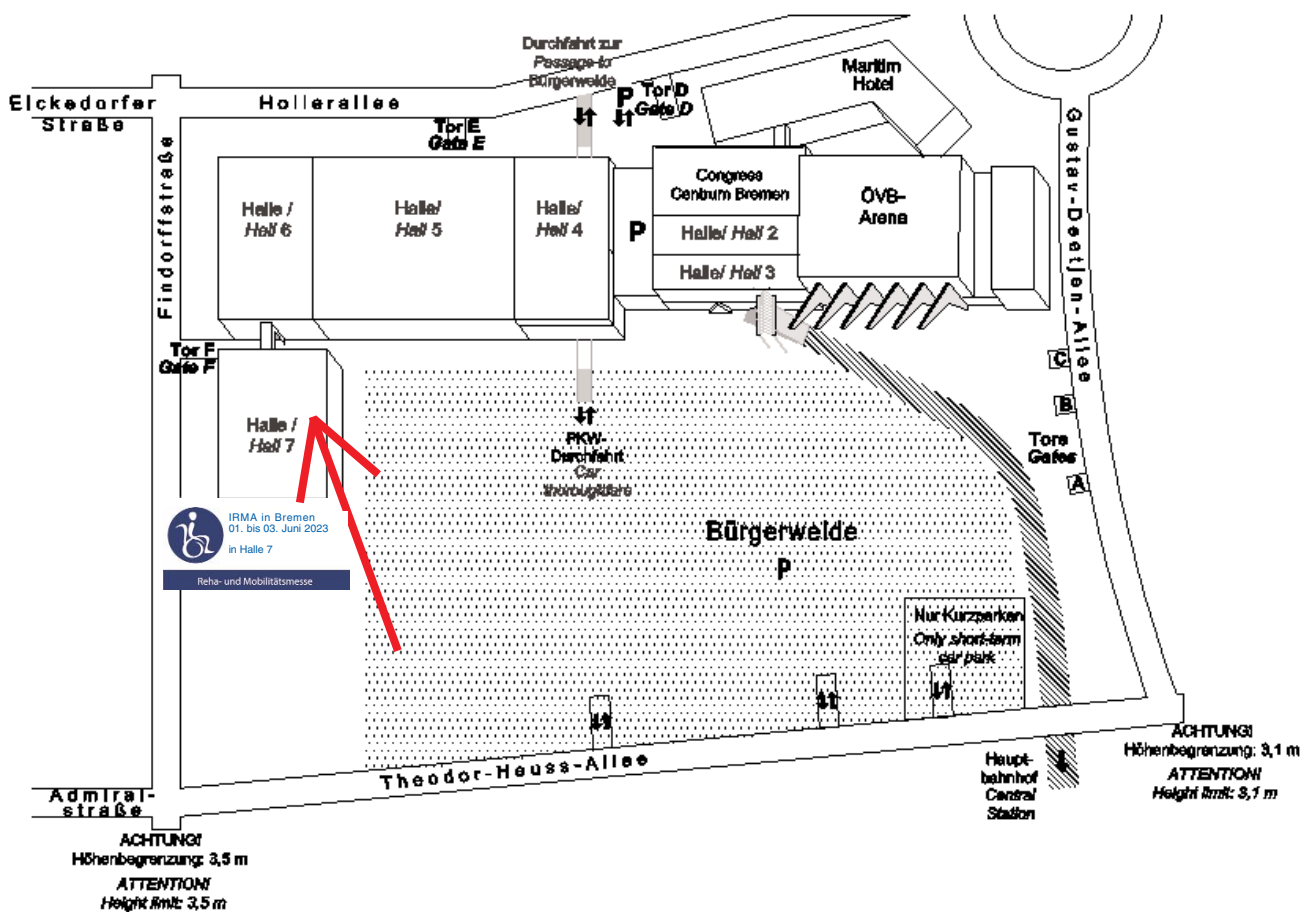 Durchfahrt zur
Passage to
Bürgerweide
P
Tor D
Gate D
Maritim
Hotel
Eickedorfer
Straße
Hollerallee
Tor E
Gate E
Gustav-Deetjen-Allee
Findorffstraße
Halle /
Hall 6
Halle/
Hall 5
Halle/
Hall 4
P
Congress
Centrum Bremen
Halle/ Hall 2
Halle/ Hall 3
ÖVB-
Arena
Tor F
Gate F
Halle /
Hall 7
PKW-
Durchfahrt
Car
thoroughfare
C
B
Tore
Gates
A
IRMA in Bremen
01. bis 03. Juni 2023
in Halle 7
Reha- und Mobilitätsmesse
Bürgerweide
P
Nur Kurzparken
Only short-term
car park
Theodor-Heuss-Allee
Haupt-
bahnhof
Central
Station
ACHTUNG!
Höhenbegrenzung: 3,1 m
ATTENTION!
Height limit: 3,1 m
Admiral-
straße
ACHTUNG!
Höhenbegrenzung: 3,5 m
ATTENTION!
Height limit: 3,5 m